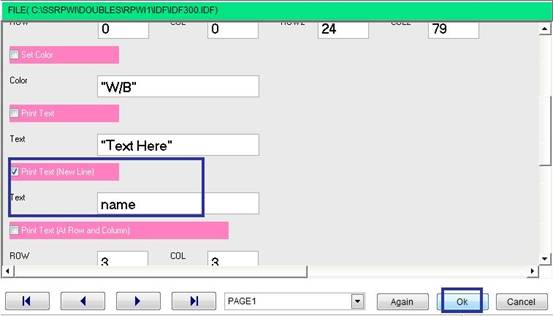 FILE( C:\SSRPWI\DOUBLES\RPWI1\IDF\IDF300.IDF)
ROW 0 COL 0 ROW2 24 COL2 79
Set Color
Color "W/B"
Print Text
Text "Text Here"
Print Text (New Line)
Text name
Print Text (At Row and Column)
ROW 3 COL 3
PAGE1 Again Ok Cancel